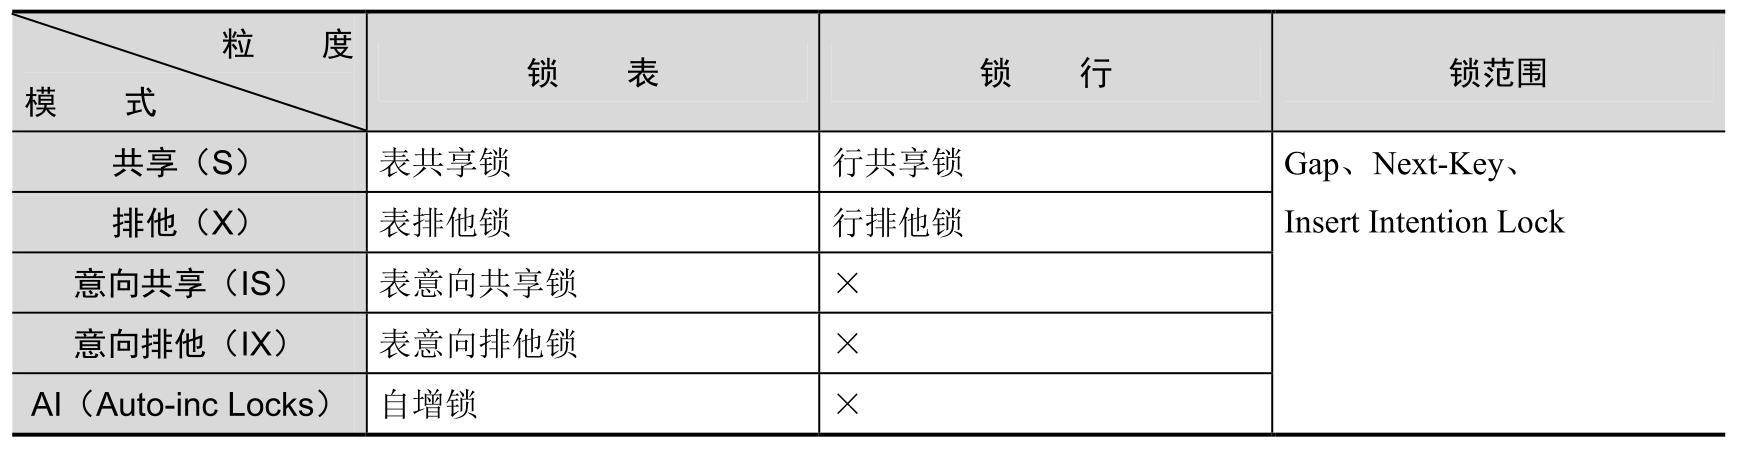 粒 度
模 式
锁 表
锁 行
锁范围
共享（S）
表共享锁
行共享锁
Gap、Next-Key、
Insert Intention Lock
排他（X）
表排他锁
行排他锁
意向共享（IS）
表意向共享锁
×
意向排他（IX）
表意向排他锁
×
AI（Auto-inc Locks）
自增锁
×